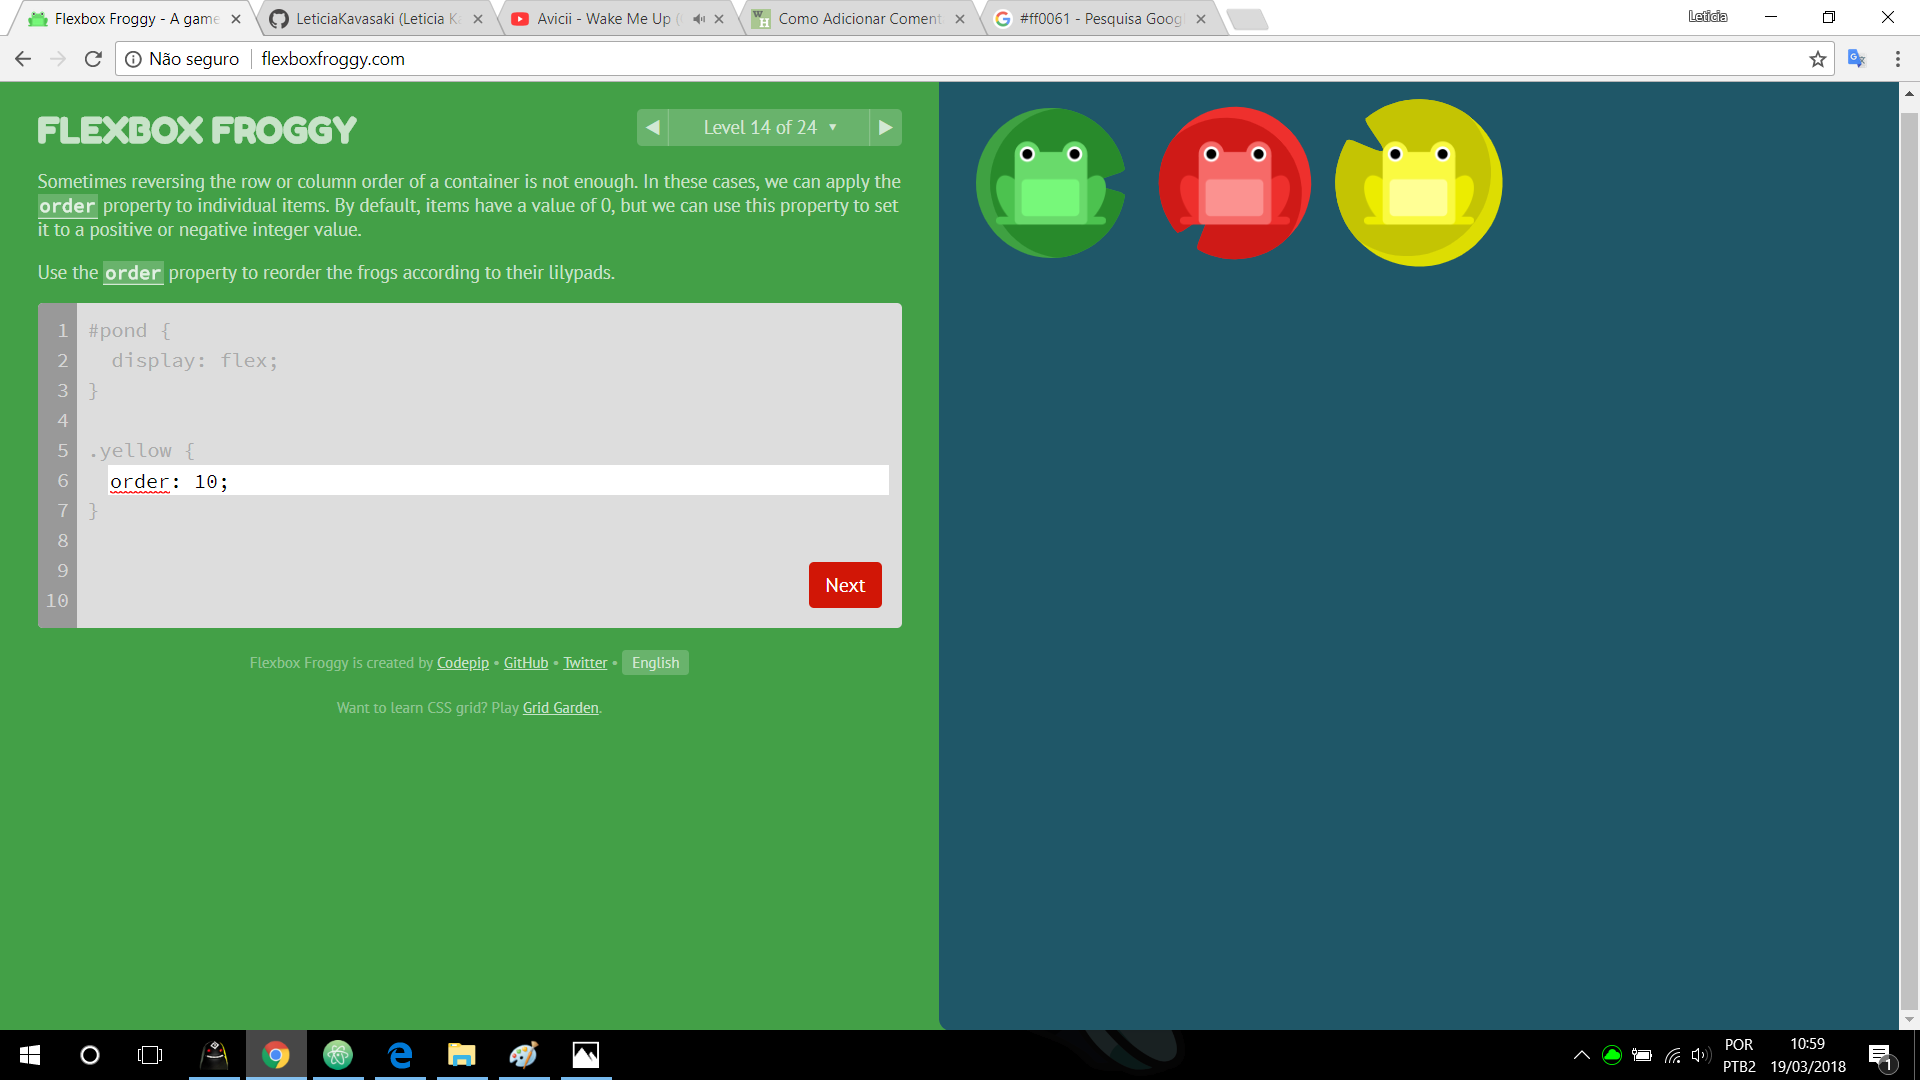 Flexbox Froggy - A game
LeticiaKavasaki (Leticia K
Avicii - Wake Me Up (
Como Adicionar Coment
#ff0061 - Pesquisa Goog
Leticia
Não seguro
flexboxfroggy.com
FLEXBOX FROGGY
Level 14 of 24
Sometimes reversing the row or column order of a container is not enough. In these cases, we can apply the
order property to individual items. By default, items have a value of 0, but we can use this property to set
it to a positive or negative integer value.
Use the order property to reorder the frogs according to their lilypads.
1 #pond {
2 display: flex;
3 }
4
5 .yellow {
6 order: 10;
7 }
8
9
10
Next
Flexbox Froggy is created by Codepip • GitHub • Twitter • English
Want to learn CSS grid? Play Grid Garden.
POR
PTB2
10:59
19/03/2018
1